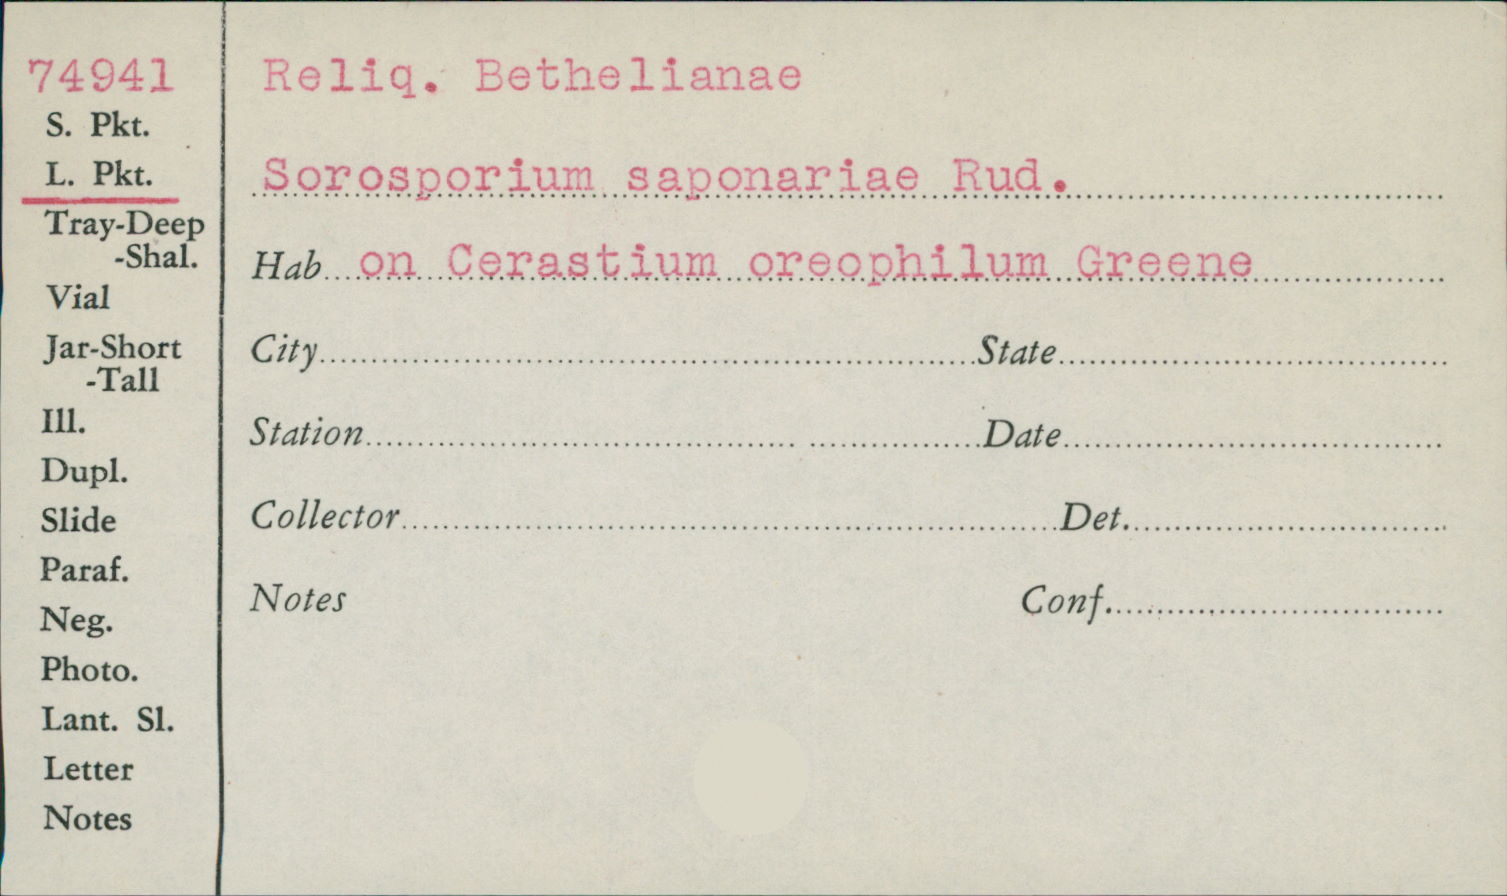 74941
S. Pkt.
L. Pkt.
Tray-Deep
-Shal.
Vial
Jar-Short
-Tall
Ill.
Dupl.
Slide
Paraf.
Neg.
Photo.
Lant. Sl.
Letter
Notes
Reliq. Bethelianae
Sorosporium saponariae Rud.
Hab on Cerastium oreophilum Greene
City State
Station Date
Collector Det.
Notes Conf.